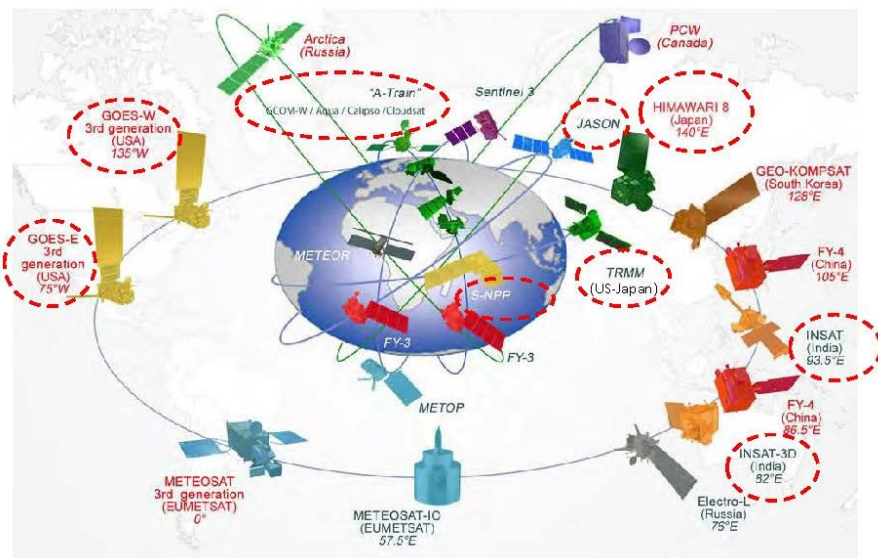 Arctica
(Russia)
PCW
(Canada)
"A-Train"
GCOM-W / Aqua / Calipso /Cloudsat
Sentinel 3
JASON
HIMAWARI 8
(Japan)
140°E
GOES-W
3rd generation
(USA)
135°W
GEO-KOMPSAT
(South Korea)
128°E
GOES-E
3rd
generation
(USA)
75°W
METEOR
TRMM
(US-Japan)
FY-4
(China)
105°E
S-NPP
INSAT
(India)
93.5°E
FY-3
FY-3
METOP
FY-4
(China)
86.5°E
INSAT-3D
(India)
82°E
METEOSAT
3rd generation
(EUMETSAT)
0°
METEOSAT-IO
(EUMETSAT)
57.5°E
Electro-L
(Russia)
76°E